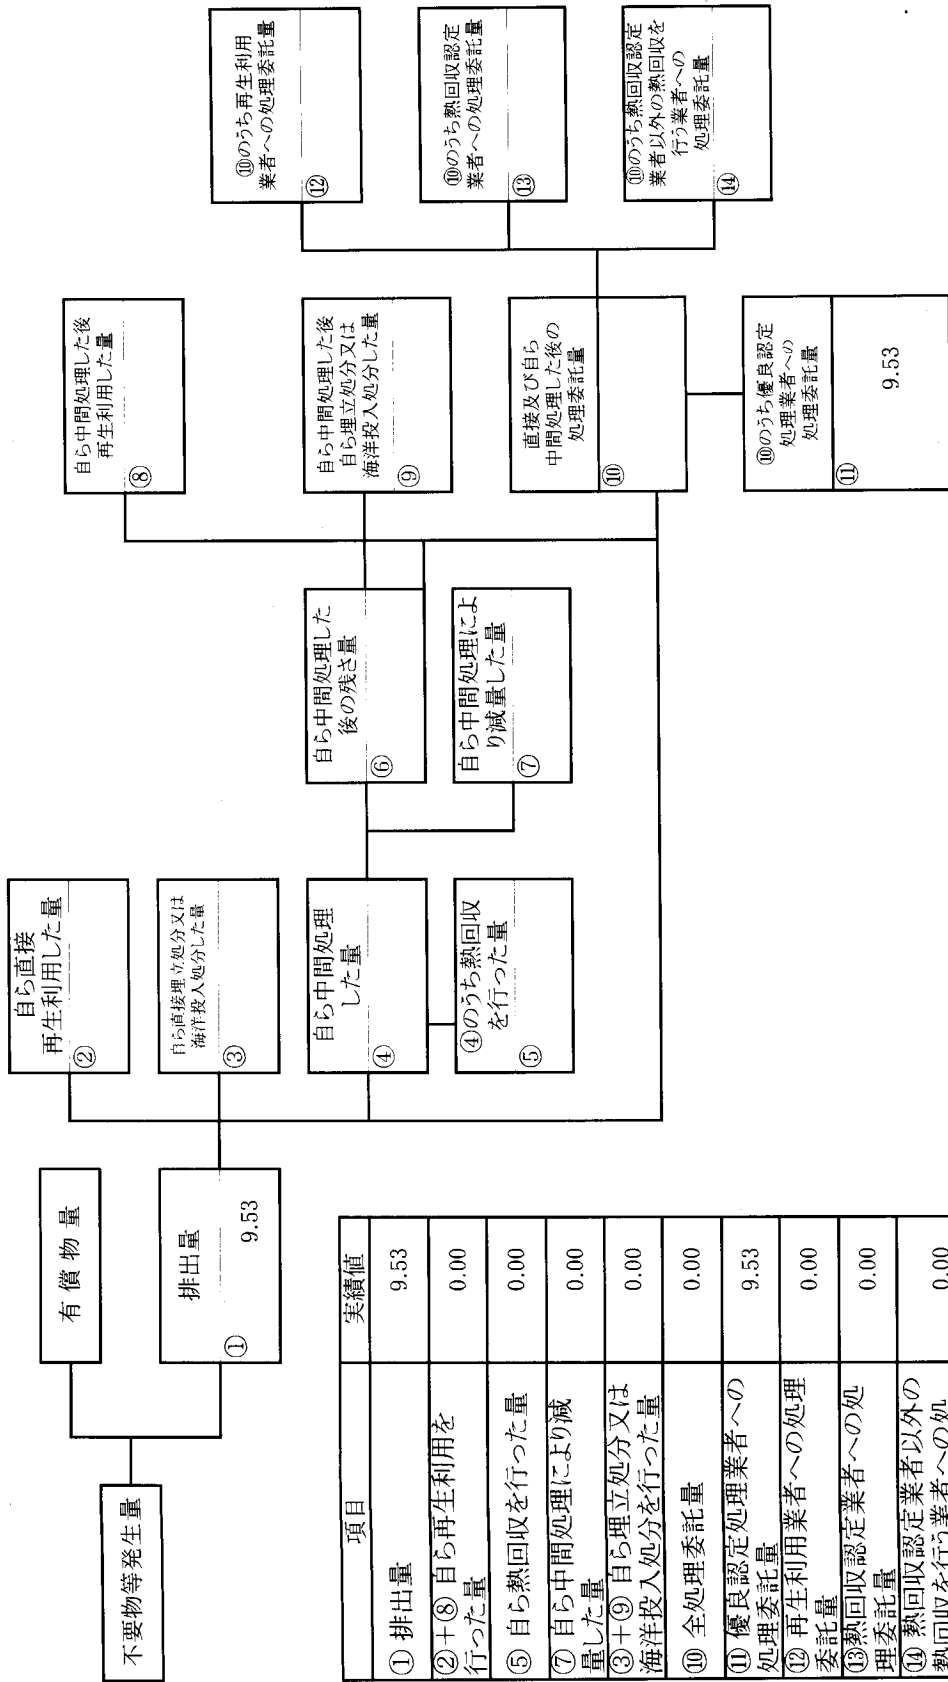 不要物等発生量
有償物量
排出量
①
9.53
自ら直接
再生利用した量
②
自ら直接埋立処分又は
海洋投入処分した量
③
自ら中間処理
した量
④
④のうち熱回収
を行った量
⑤
自ら中間処理した
後の残さ量
⑥
自ら中間処理によ
り減量した量
⑦
自ら中間処理した後
再生利用した量
⑧
自ら中間処理した後
自ら埋立処分又は
海洋投入処分した量
⑨
直接及び自ら
中間処理した後の
処理委託量
⑩
⑩のうち優良認定
処理業者への
処理委託量
⑪
9.53
⑩のうち再生利用
業者への処理委託量
⑫
⑩のうち熱回収認定
業者への処理委託量
⑬
⑩のうち熱回収認定
業者以外の熱回収を
行う業者への
処理委託量
⑭
項目 実績値
① 排出量 9.53
②+⑧ 自ら再生利用を
行った量 0.00
⑤ 自ら熱回収を行った量 0.00
⑦ 自ら中間処理により減
量した量 0.00
③+⑨ 自ら埋立処分又は
海洋投入処分を行った量 0.00
⑩ 全処理委託量 0.00
⑪ 優良認定処理業者への
処理委託量 9.53
⑫ 再生利用業者への処理
委託量 0.00
⑬熱回収認定業者への処
理委託量 0.00
⑭ 熱回収認定業者以外の
熱回収を行う業者への処 0.00